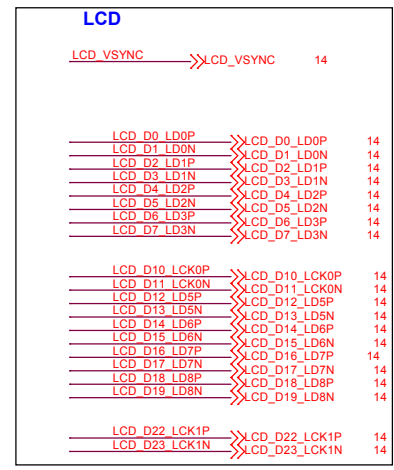 LCD
LCD_VSYNC LCD_VSYNC 14
LCD_D0_LD0P LCD_D0_LD0P 14
LCD_D1_LD0N LCD_D1_LD0N 14
LCD_D2_LD1P LCD_D2_LD1P 14
LCD_D3_LD1N LCD_D3_LD1N 14
LCD_D4_LD2P LCD_D4_LD2P 14
LCD_D5_LD2N LCD_D5_LD2N 14
LCD_D6_LD3P LCD_D6_LD3P 14
LCD_D7_LD3N LCD_D7_LD3N 14
LCD_D10_LCK0P LCD_D10_LCK0P 14
LCD_D11_LCK0N LCD_D11_LCK0N 14
LCD_D12_LD5P LCD_D12_LD5P 14
LCD_D13_LD5N LCD_D13_LD5N 14
LCD_D14_LD6P LCD_D14_LD6P 14
LCD_D15_LD6N LCD_D15_LD6N 14
LCD_D16_LD7P LCD_D16_LD7P 14
LCD_D17_LD7N LCD_D17_LD7N 14
LCD_D18_LD8P LCD_D18_LD8P 14
LCD_D19_LD8N LCD_D19_LD8N 14
LCD_D22_LCK1P LCD_D22_LCK1P 14
LCD_D23_LCK1N LCD_D23_LCK1N 14